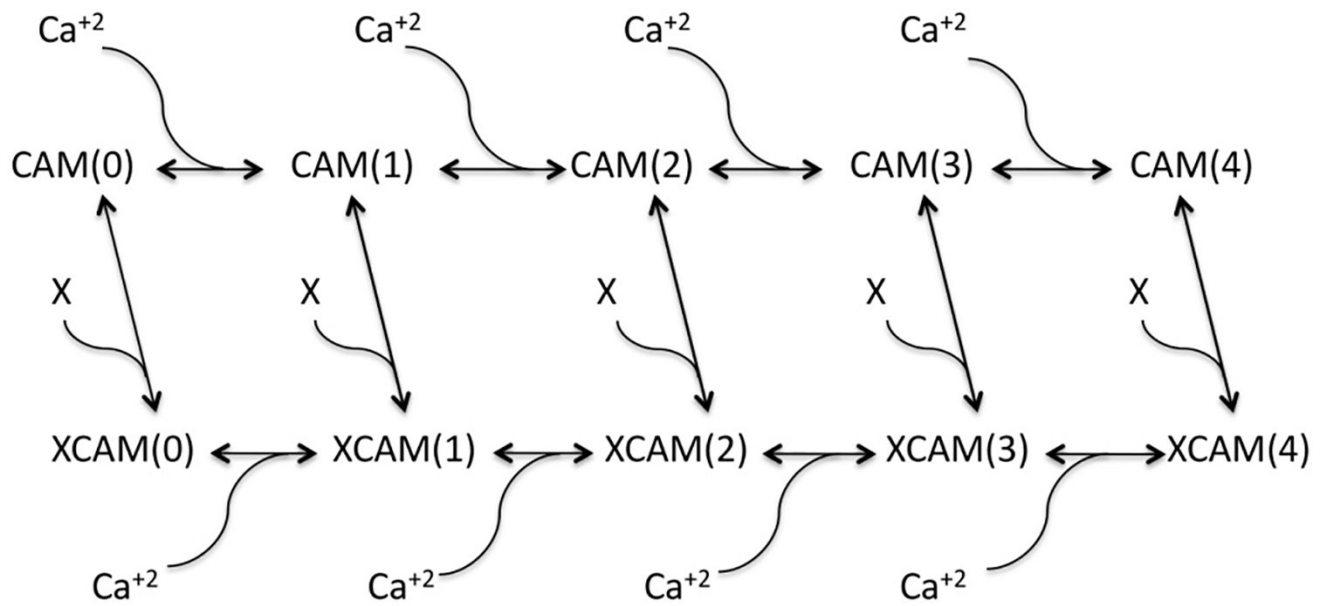 Ca+2 Ca+2 Ca+2 Ca+2
CAM(0) CAM(1) CAM(2) CAM(3) CAM(4)
X X X X X
XCAM(0) XCAM(1) XCAM(2) XCAM(3) XCAM(4)
Ca+2 Ca+2 Ca+2 Ca+2